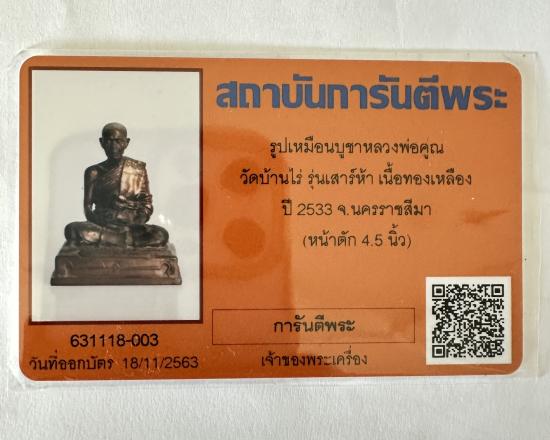 สถาบันการันตีพระ
รูปเหมือนบูชาหลวงพ่อคูณ
วัดบ้านไร่ รุ่นเสาร์ห้า เนื้อทองเหลือง
ปี 2533 จ.นครราชสีมา
(หน้าตัก 4.5 นิ้ว)
การันตีพระ
เจ้าของพระเครื่อง
631118-003
วันที่ออกบัตร 18/11/2563